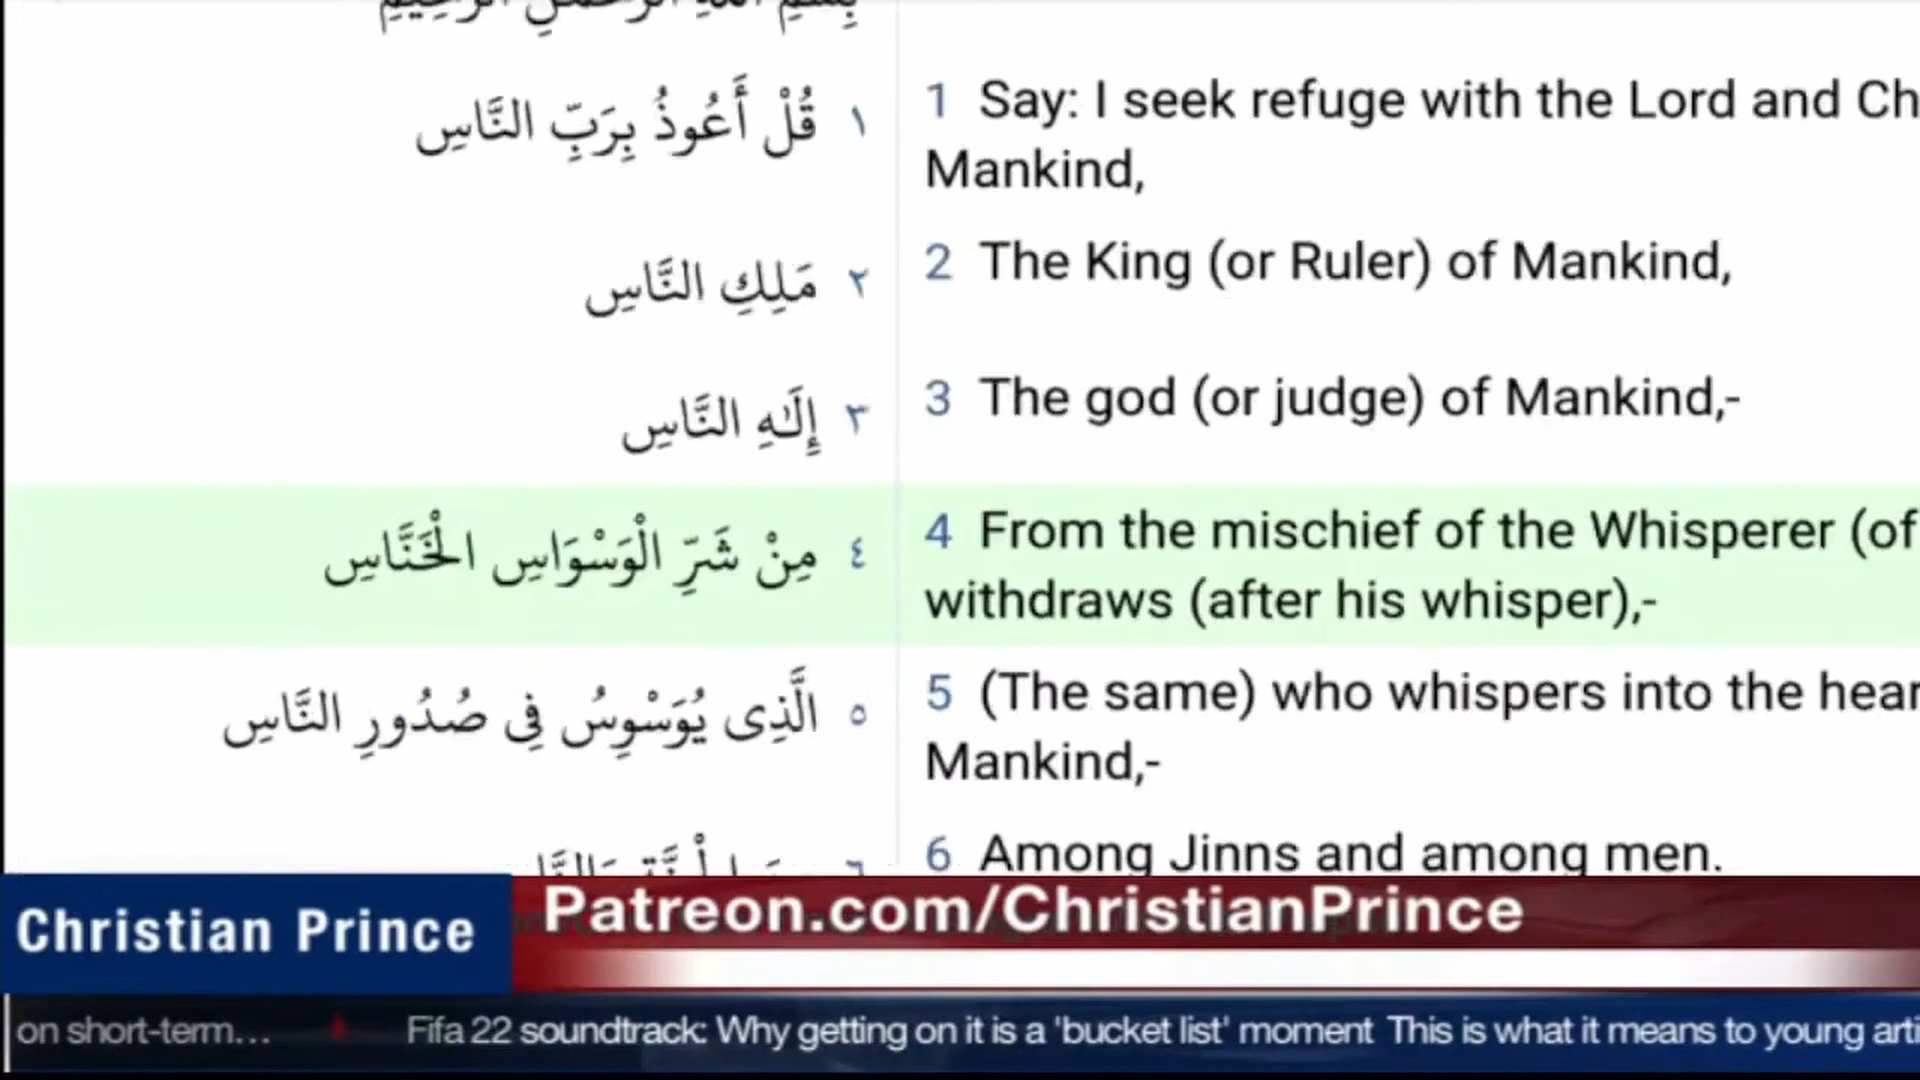 بِسْمِ اللَّهِ الرَّحْمَٰنِ الرَّحِيمِ
١ قُلْ أَعُوذُ بِرَبِّ النَّاسِ
1 Say: I seek refuge with the Lord and Ch
Mankind,
٢ مَلِكِ النَّاسِ
2 The King (or Ruler) of Mankind,
٣ إِلَٰهِ النَّاسِ
3 The god (or judge) of Mankind,-
٤ مِنْ شَرِّ الْوَسْوَاسِ الْخَنَّاسِ
4 From the mischief of the Whisperer (of
withdraws (after his whisper),-
٥ الَّذِى يُوَسْوِسُ فِى صُدُورِ النَّاسِ
5 (The same) who whispers into the hear
Mankind,-
٦
6 Among Jinns and among men.
Christian Prince
Patreon.com/ChristianPrince
on short-term... Fifa 22 soundtrack: Why getting on it is a 'bucket list' moment This is what it means to young arti